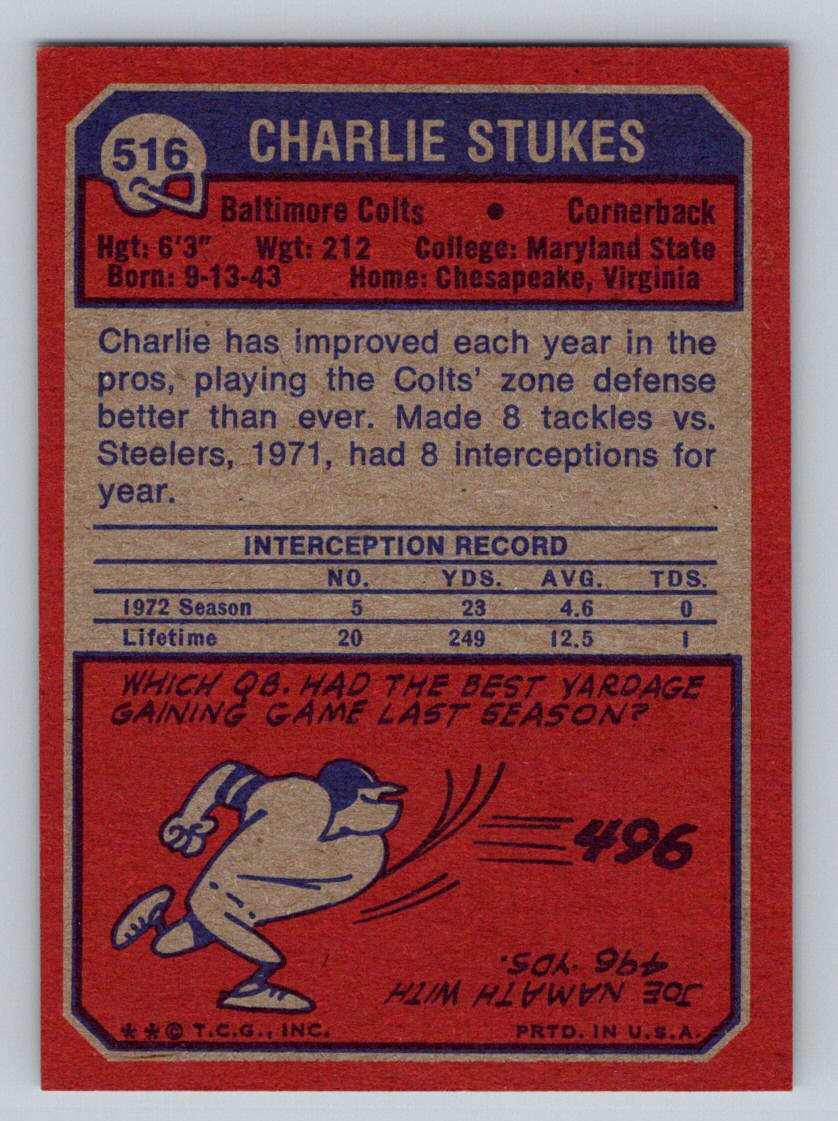 516
CHARLIE STUKES
Baltimore Colts • Cornerback
Hgt: 6'3" Wgt: 212 College: Maryland State
Born: 9-13-43 Home: Chesapeake, Virginia
Charlie has improved each year in the
pros, playing the Colts' zone defense
better than ever. Made 8 tackles vs.
Steelers, 1971, had 8 interceptions for
year.
INTERCEPTION RECORD
NO. YDS. AVG. TDS.
1972 Season 5 23 4.6 0
Lifetime 20 249 12.5 1
WHICH QB. HAD THE BEST YARDAGE
GAINING GAME LAST SEASON?
496
JOE NAMATH WITH
496 YDS.
**© T.C.G., INC. PRTD. IN U.S.A.